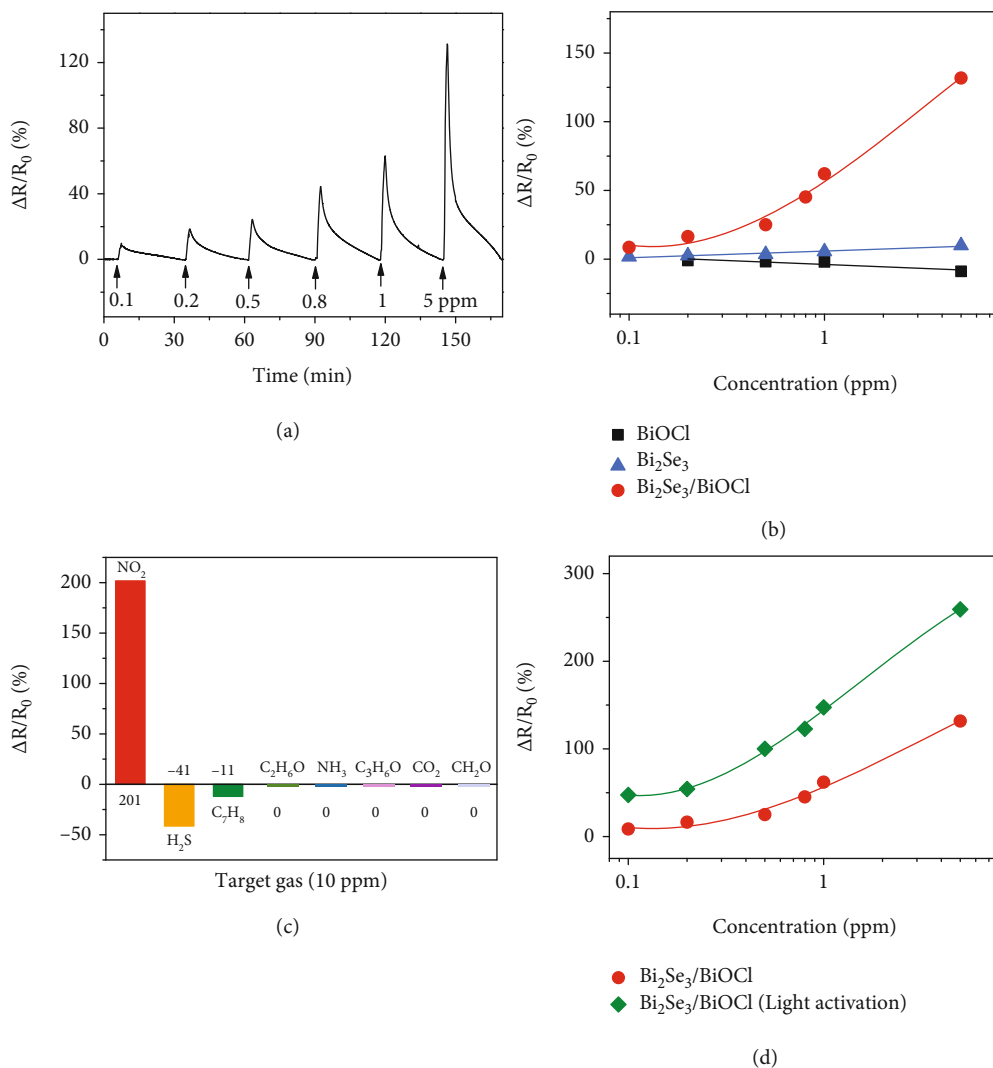 120
80
40
0
ΔR/R₀ (%)
0.1
0.2
0.5
0.8
1
5 ppm
0
30
60
90
120
150
Time (min)
(a)
150
100
50
0
ΔR/R₀ (%)
0.1
1
Concentration (ppm)
BiOCl
Bi₂Se₃
Bi₂Se₃/BiOCl
(b)
200
150
100
50
0
−50
ΔR/R₀ (%)
NO₂
201
−41
H₂S
−11
C₇H₈
C₂H₆O
NH₃
C₃H₆O
CO₂
CH₂O
0
0
0
0
0
Target gas (10 ppm)
(c)
300
200
100
0
ΔR/R₀ (%)
0.1
1
Concentration (ppm)
Bi₂Se₃/BiOCl
Bi₂Se₃/BiOCl (Light activation)
(d)